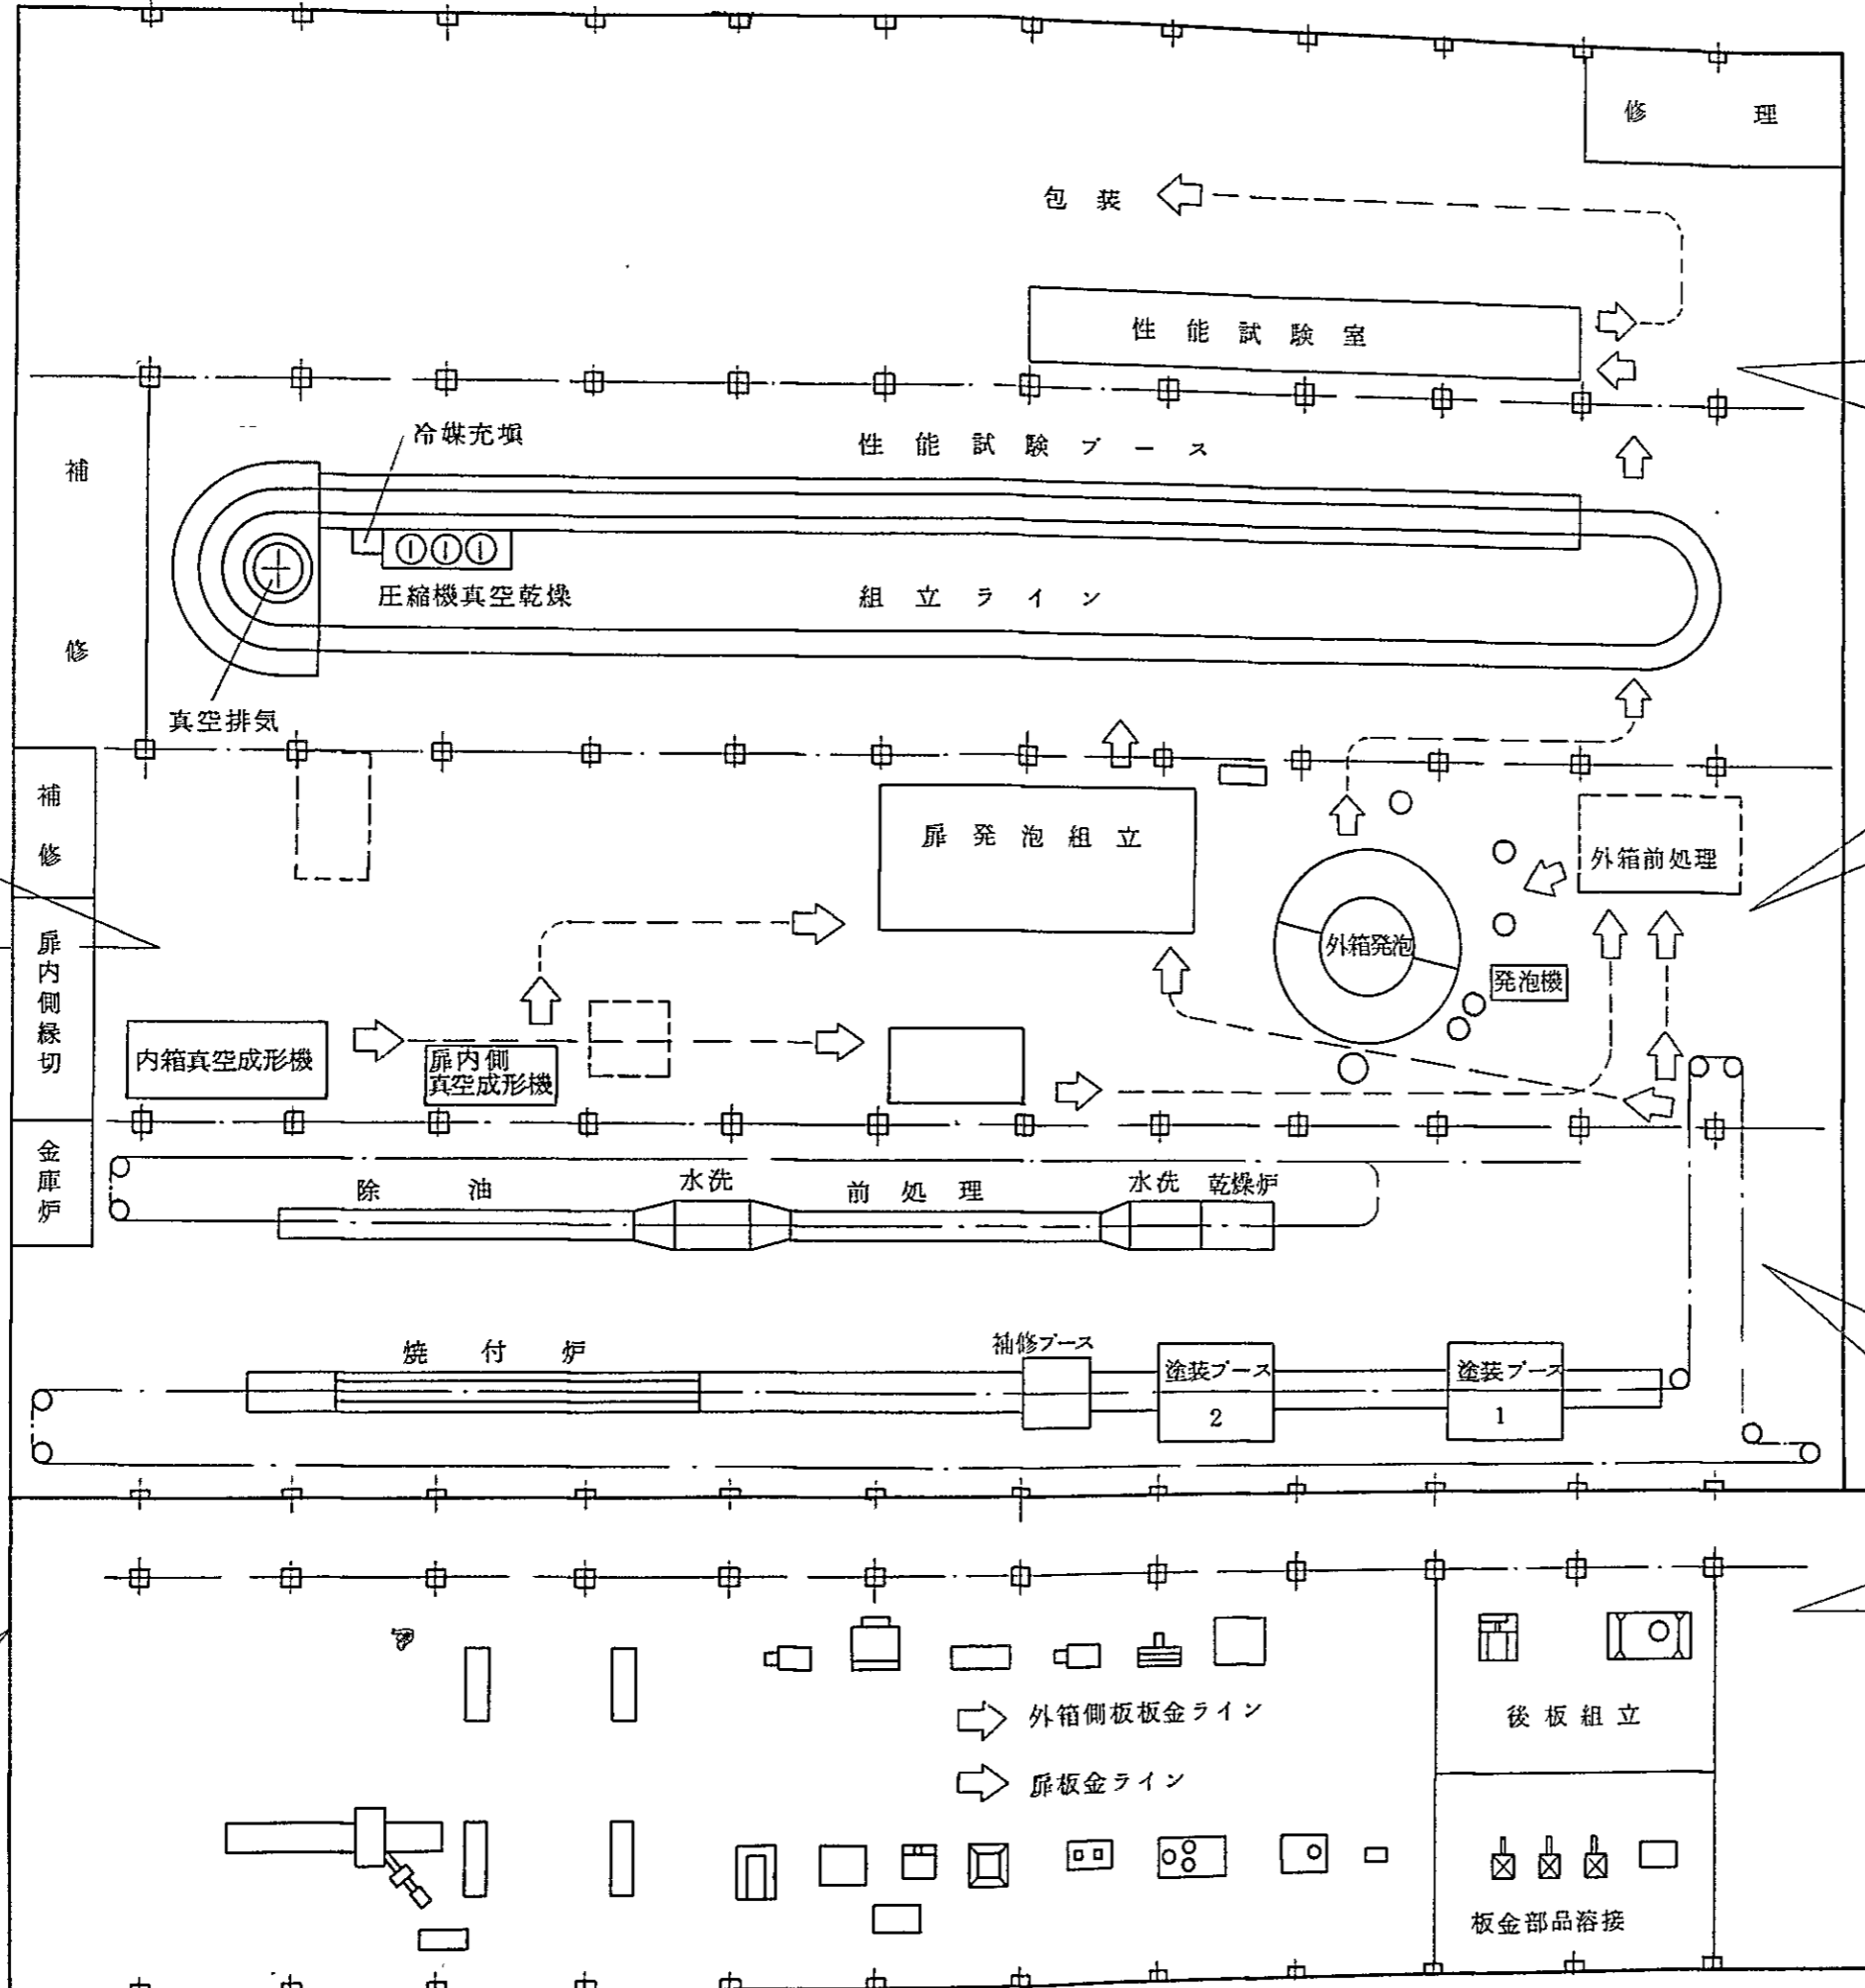 修理
包装
性能試験室
冷媒充塡
性能試験ブース
補修
圧縮機真空乾燥
組立ライン
真空排気
補修
扉発泡組立
外箱前処理
扉内側縁切
外箱発泡
発泡機
内箱真空成形機
扉内側
真空成形機
金庫炉
除油
水洗
前処理
水洗
乾燥炉
焼付炉
補修ブース
塗装ブース
2
塗装ブース
1
外箱側板板金ライン
後板組立
扉板金ライン
板金部品溶接